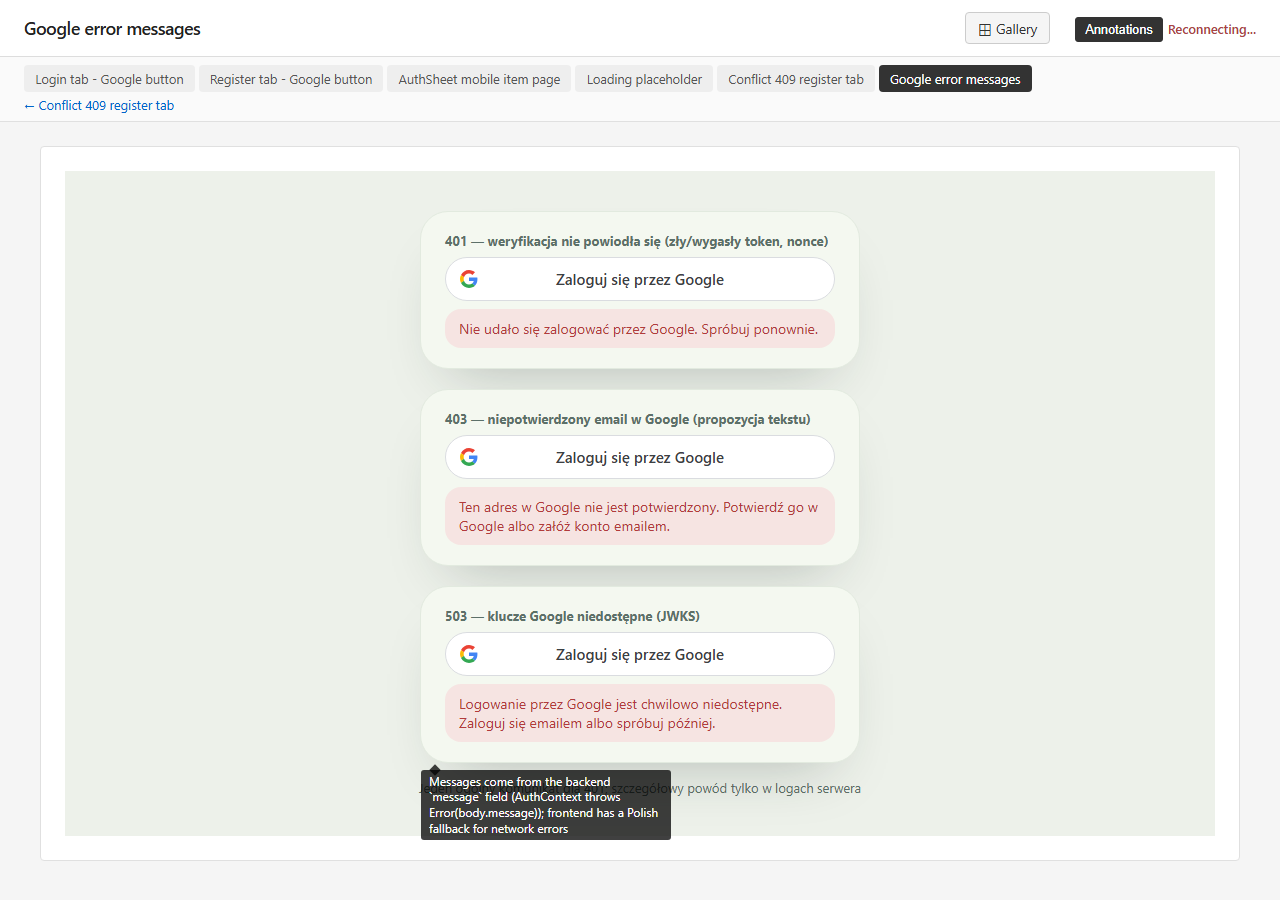 Google error messages
Gallery
Annotations
Reconnecting...
Login tab - Google button
Register tab - Google button
AuthSheet mobile item page
Loading placeholder
Conflict 409 register tab
Google error messages
← Conflict 409 register tab
401 — weryfikacja nie powiodła się (zły/wygasły token, nonce)
Zaloguj się przez Google
Nie udało się zalogować przez Google. Spróbuj ponownie.
403 — niepotwierdzony email w Google (propozycja tekstu)
Zaloguj się przez Google
Ten adres w Google nie jest potwierdzony. Potwierdź go w
Google albo załóż konto emailem.
503 — klucze Google niedostępne (JWKS)
Zaloguj się przez Google
Logowanie przez Google jest chwilowo niedostępne.
Zaloguj się emailem albo spróbuj później.
szczegółowy powód tylko w logach serwera
Messages come from the backend
`message` field (AuthContext throws
Error(body.message)); frontend has a Polish
fallback for network errors